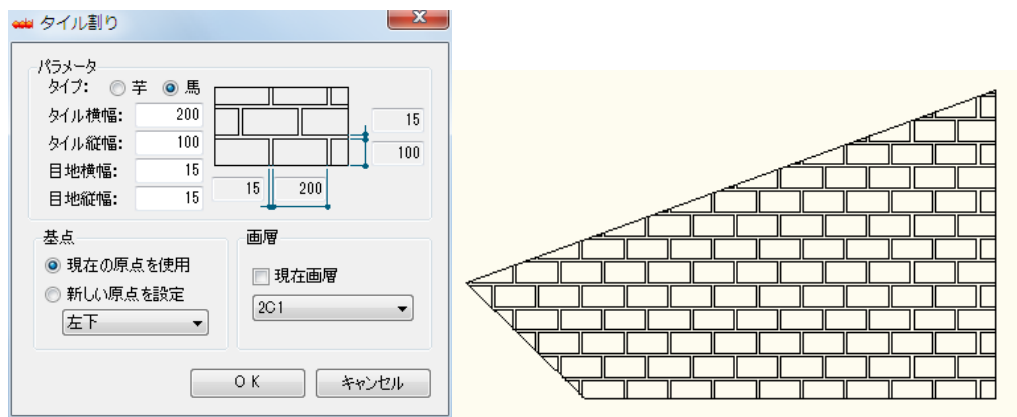 タイル割り
パラメータ
タイプ: 芋 馬
タイル横幅: 200
タイル縦幅: 100
目地横幅: 15
目地縦幅: 15
15
100
15 200
基点
現在の原点を使用
新しい原点を設定
左下
画層
現在画層
2C1
OK キャンセル